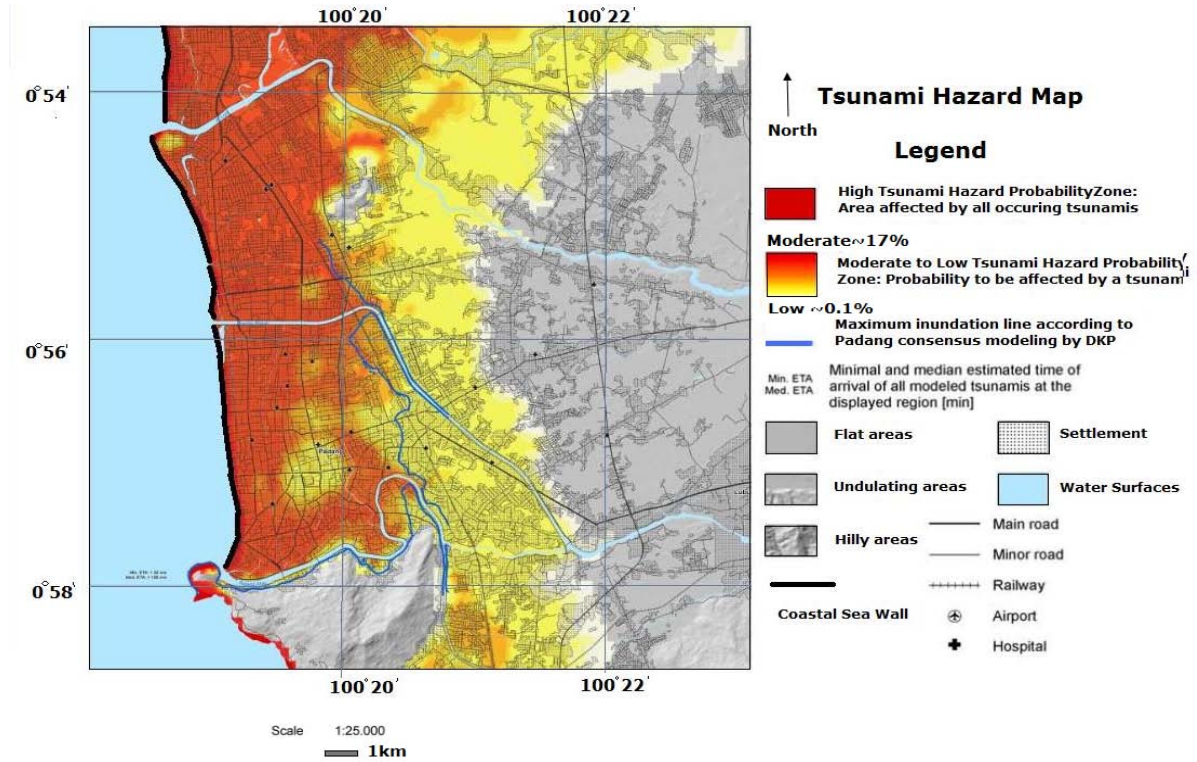 100°20' 100°22'
0°54'
0°56'
0°58'
Padang
100°20' 100°22'
Scale 1:25.000
1km
North
Tsunami Hazard Map
Legend
High Tsunami Hazard ProbabilityZone:
Area affected by all occuring tsunamis
Moderate~17%
Moderate to Low Tsunami Hazard Probability
Zone: Probability to be affected by a tsunami
Low ~0.1%
Maximum inundation line according to
Padang consensus modeling by DKP
Min. ETA
Med. ETA
Minimal and median estimated time of
arrival of all modeled tsunamis at the
displayed region [min]
Flat areas
Settlement
Undulating areas
Water Surfaces
Hilly areas
Main road
Minor road
Railway
Coastal Sea Wall
Airport
Hospital